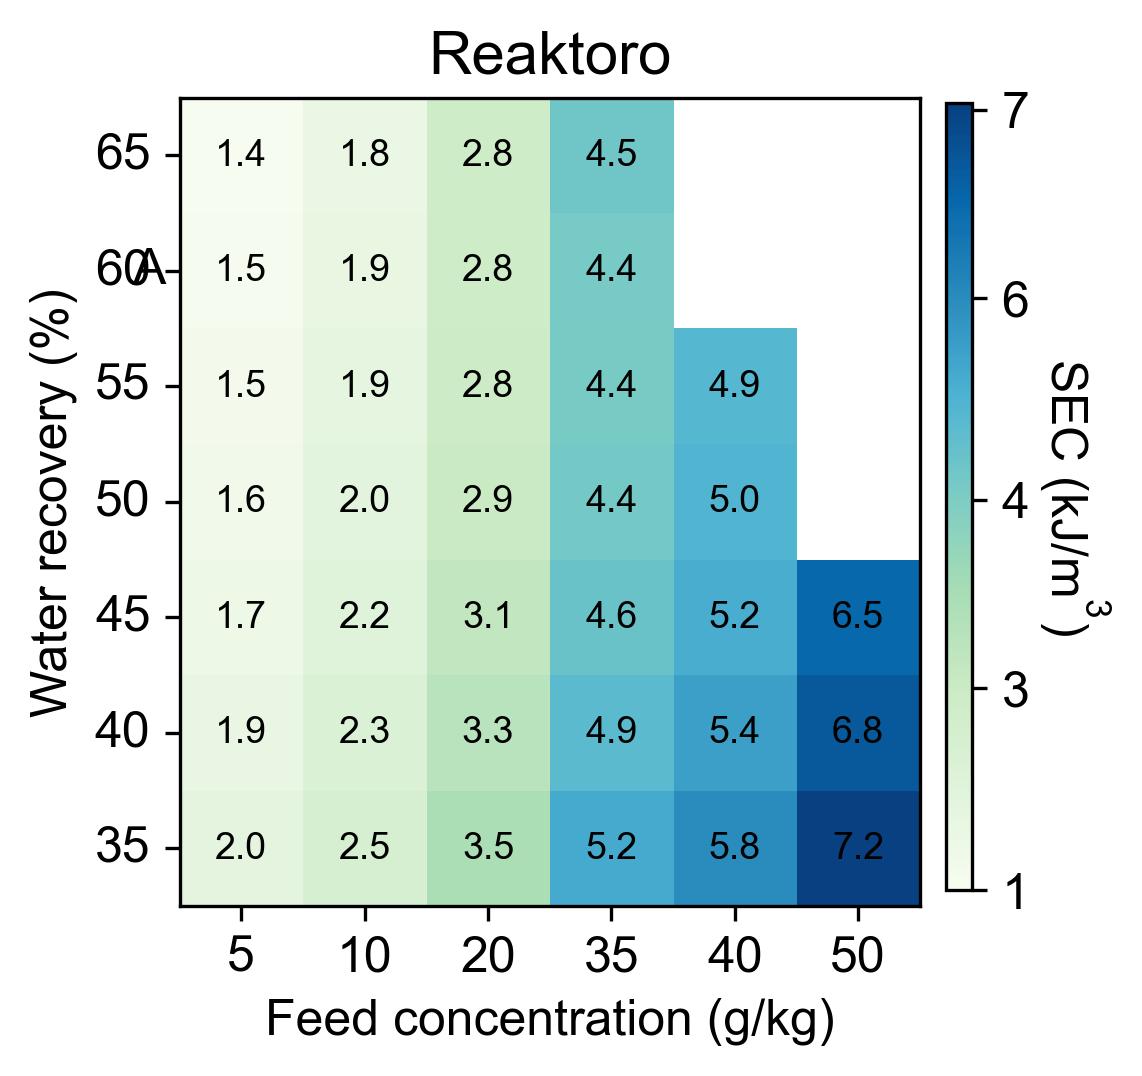 Reaktoro
65 1.4 1.8 2.8 4.5
60 A 1.5 1.9 2.8 4.4
55 1.5 1.9 2.8 4.4 4.9
50 1.6 2.0 2.9 4.4 5.0
45 1.7 2.2 3.1 4.6 5.2 6.5
40 1.9 2.3 3.3 4.9 5.4 6.8
35 2.0 2.5 3.5 5.2 5.8 7.2
5 10 20 35 40 50
Feed concentration (g/kg)
Water recovery (%)
7
6
4
3
1
SEC (kJ/m³)